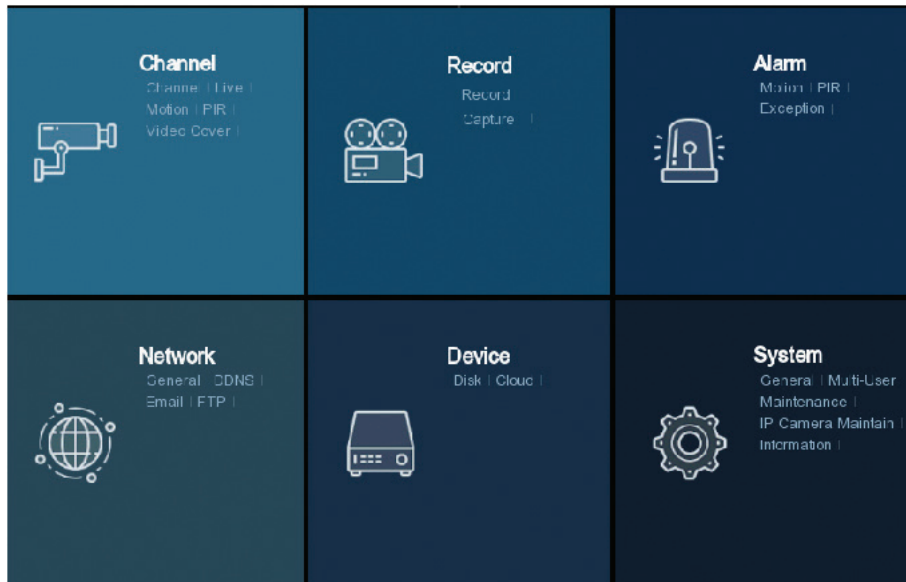 Channel
Channel | Live |
Motion | PIR |
Video Cover |
Record
Record
Capture |
Alarm
Motion | PIR |
Exception |
Network
General DDNS |
Email | FTP |
Device
Disk | Cloud |
System
General | Multi-User
Maintenance |
IP Camera Maintain |
Information |